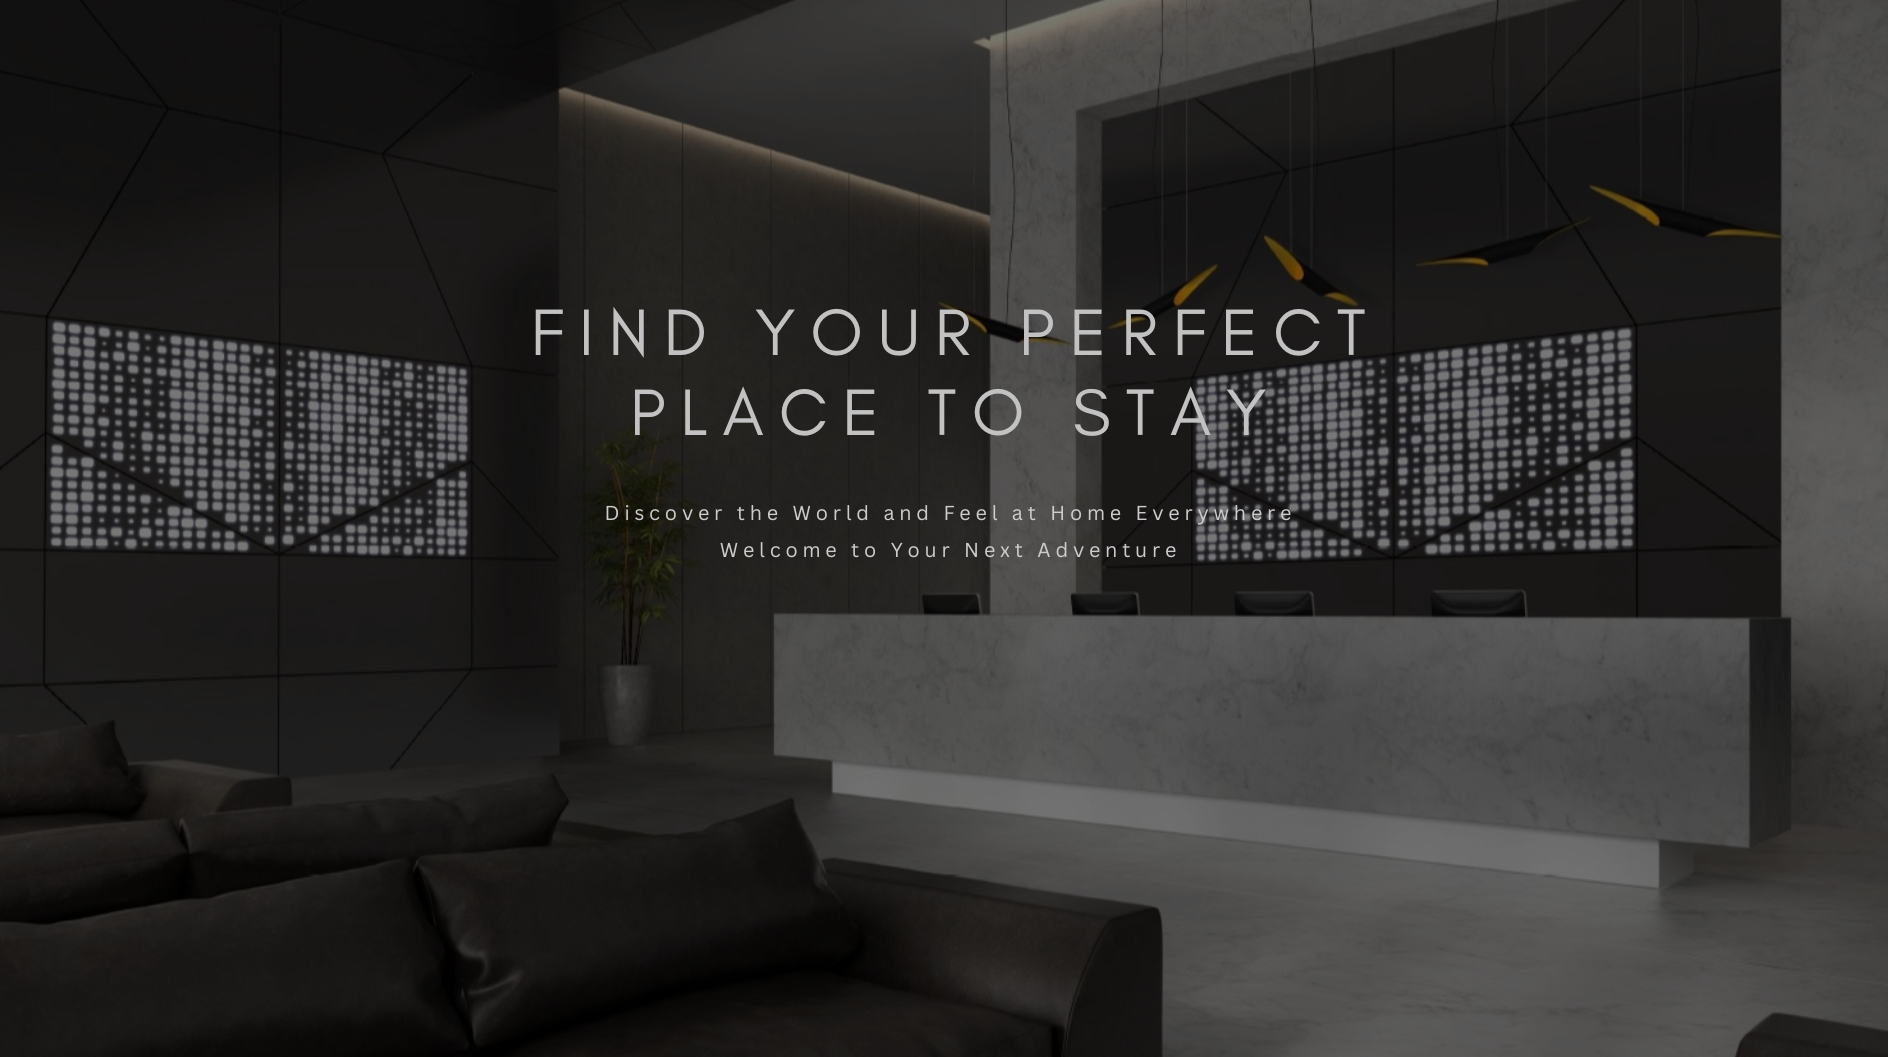 FIND YOUR PERFECT
PLACE TO STAY
Discover the World and Feel at Home Everywhere
Welcome to Your Next Adventure